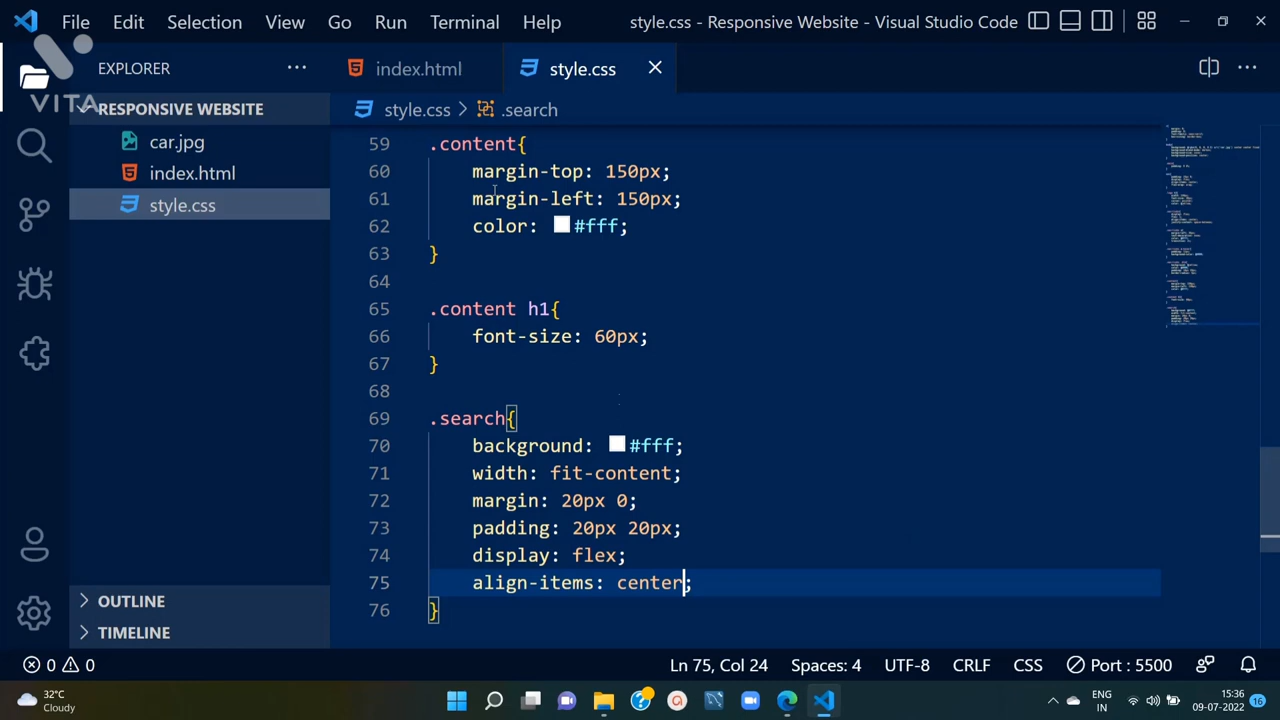 File Edit Selection View Go Run Terminal Help style.css - Responsive Website - Visual Studio Code
VITA
EXPLORER
RESPONSIVE WEBSITE
car.jpg
index.html
style.css
OUTLINE
TIMELINE
index.html style.css
style.css > .search
59 .content{
60 margin-top: 150px;
61 margin-left: 150px;
62 color: #fff;
63 }
64
65 .content h1{
66 font-size: 60px;
67 }
68
69 .search{
70 background: #fff;
71 width: fit-content;
72 margin: 20px 0;
73 padding: 20px 20px;
74 display: flex;
75 align-items: center;
76 }
0 0 Ln 75, Col 24 Spaces: 4 UTF-8 CRLF CSS Port : 5500
32°C
Cloudy
ENG
IN
15:36
09-07-2022
16